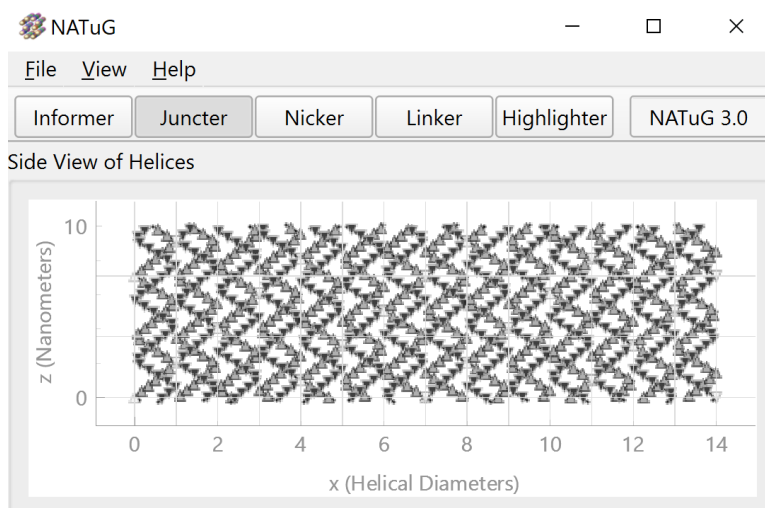 NATuG
File View Help
Informer Juncter Nicker Linker Highlighter NATuG 3.0
Side View of Helices
10
z (Nanometers)
0
0 2 4 6 8 10 12 14
x (Helical Diameters)